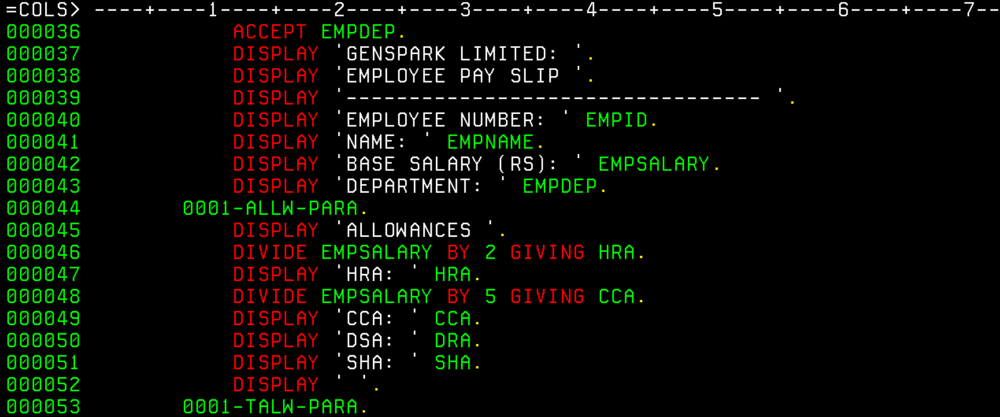 =COLS> ----+----1----+----2----+----3----+----4----+----5----+----6----+----7--
000036            ACCEPT EMPDEP.
000037            DISPLAY 'GENSPARK LIMITED: '.
000038            DISPLAY 'EMPLOYEE PAY SLIP '.
000039            DISPLAY '--------------------------------- '.
000040            DISPLAY 'EMPLOYEE NUMBER: ' EMPID.
000041            DISPLAY 'NAME: ' EMPNAME.
000042            DISPLAY 'BASE SALARY (RS): ' EMPSALARY.
000043            DISPLAY 'DEPARTMENT: ' EMPDEP.
000044        0001-ALLW-PARA.
000045            DISPLAY 'ALLOWANCES '.
000046            DIVIDE EMPSALARY BY 2 GIVING HRA.
000047            DISPLAY 'HRA: ' HRA.
000048            DIVIDE EMPSALARY BY 5 GIVING CCA.
000049            DISPLAY 'CCA: ' CCA.
000050            DISPLAY 'DSA: ' DRA.
000051            DISPLAY 'SHA: ' SHA.
000052            DISPLAY ' '.
000053        0001-TALW-PARA.